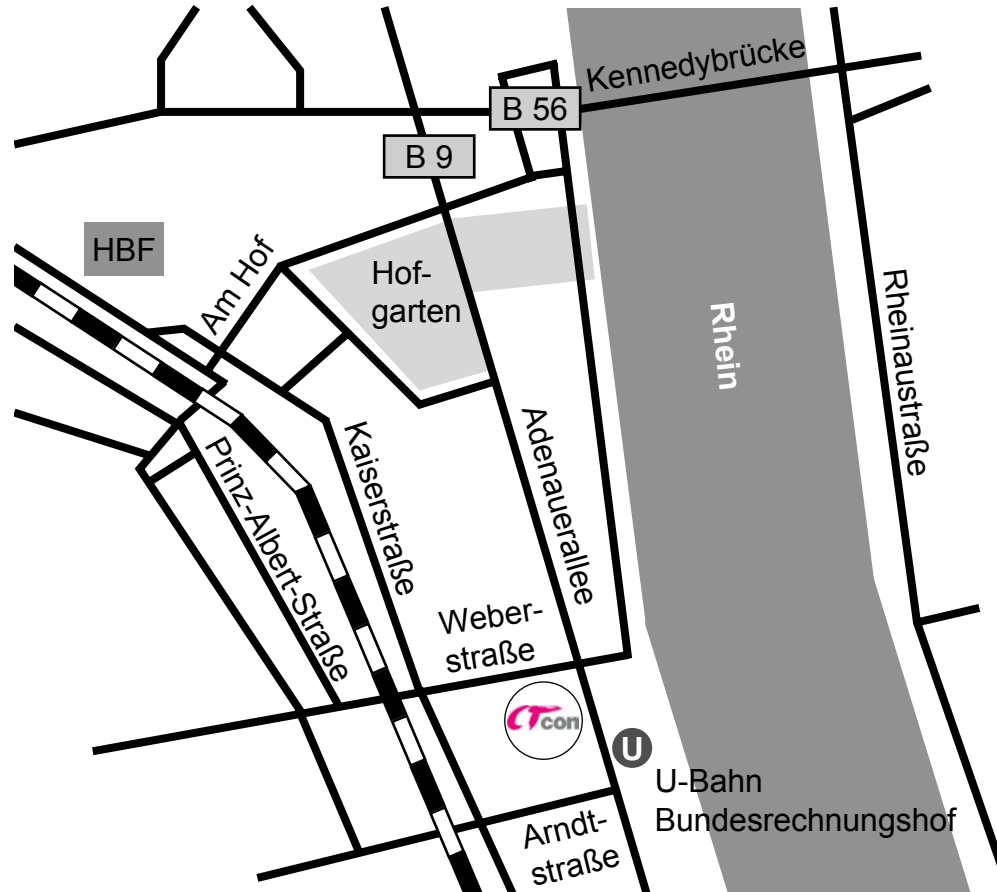 Kennedybrücke
B 56
B 9
HBF
Am Hof
Hof-
garten
Rhein
Rheinaustraße
Adenauerallee
Kaiserstraße
Prinz-Albert-Straße
Weber-
straße
CTcon
U
U-Bahn
Bundesrechnungshof
Arndt-
straße